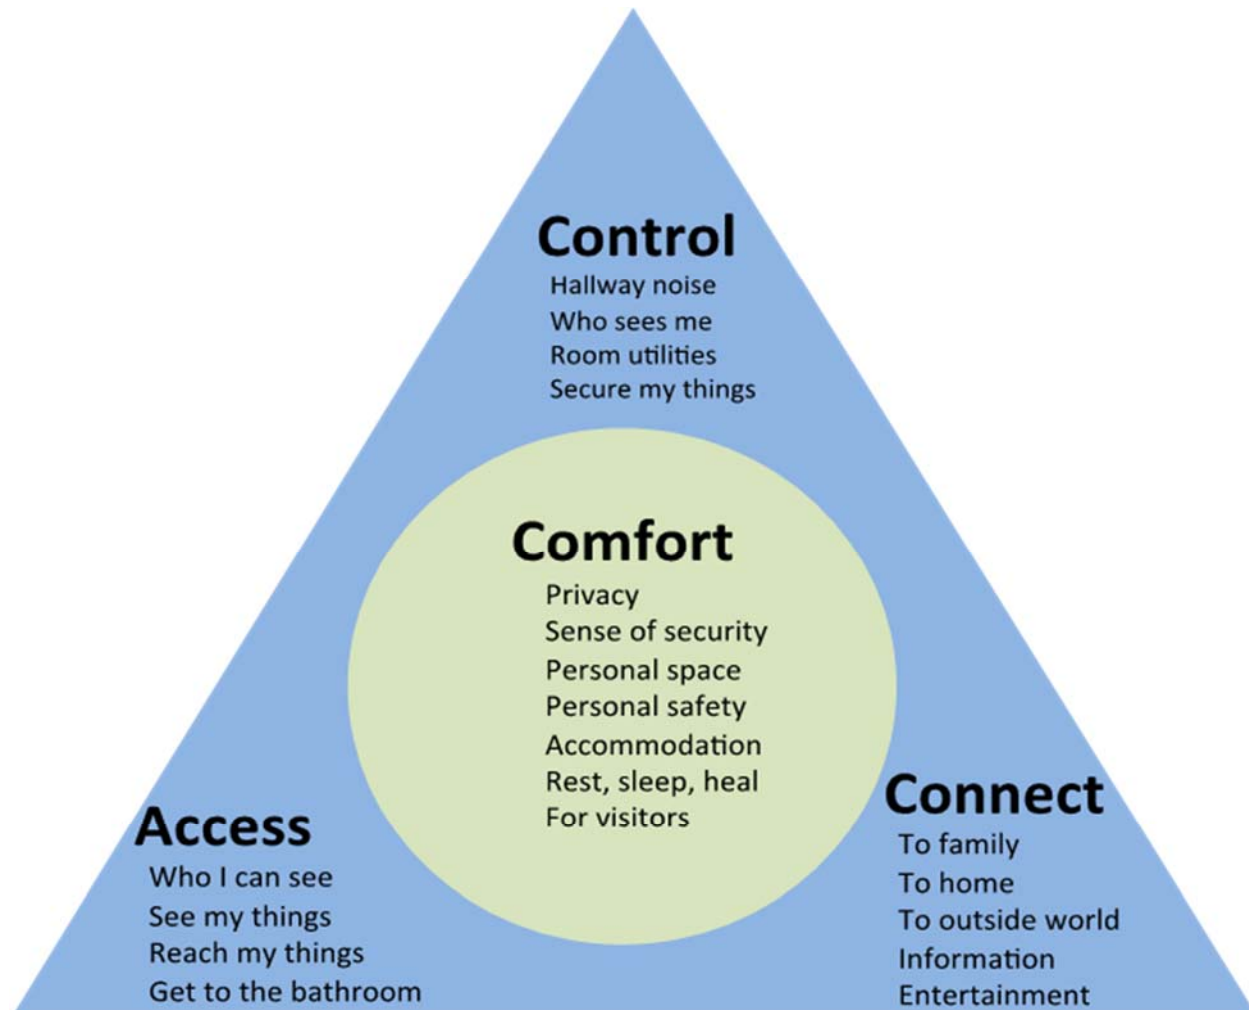 Control
Hallway noise
Who sees me
Room utilities
Secure my things
Comfort
Privacy
Sense of security
Personal space
Personal safety
Accommodation
Rest, sleep, heal
For visitors
Access
Who I can see
See my things
Reach my things
Get to the bathroom
Connect
To family
To home
To outside world
Information
Entertainment